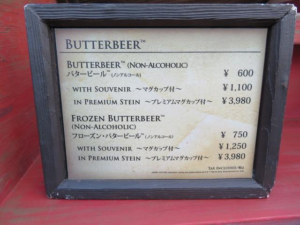 BUTTERBEER™
BUTTERBEER™ (NON-ALCOHOLIC)
バタービール™(ノンアルコール) ¥ 600
WITH SOUVENIR ～マグカップ付～ ¥ 1,100
IN PREMIUM STEIN ～プレミアムマグカップ付～ ¥ 3,980
FROZEN BUTTERBEER™
(NON-ALCOHOLIC)
フローズン・バタービール™(ノンアルコール) ¥ 750
WITH SOUVENIR ～マグカップ付～ ¥ 1,250
IN PREMIUM STEIN ～プレミアムマグカップ付～ ¥ 3,980